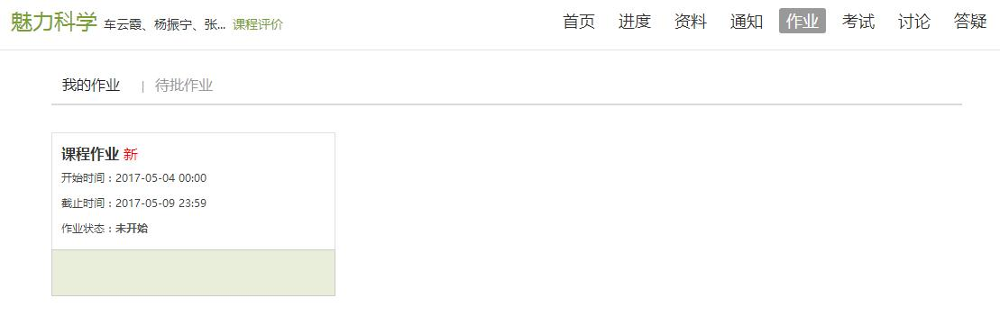 魅力科学 车云霞、杨振宁、张... 课程评价 首页 进度 资料 通知 作业 考试 讨论 答疑
我的作业 | 待批作业
课程作业 新
开始时间：2017-05-04 00:00
截止时间：2017-05-09 23:59
作业状态：未开始